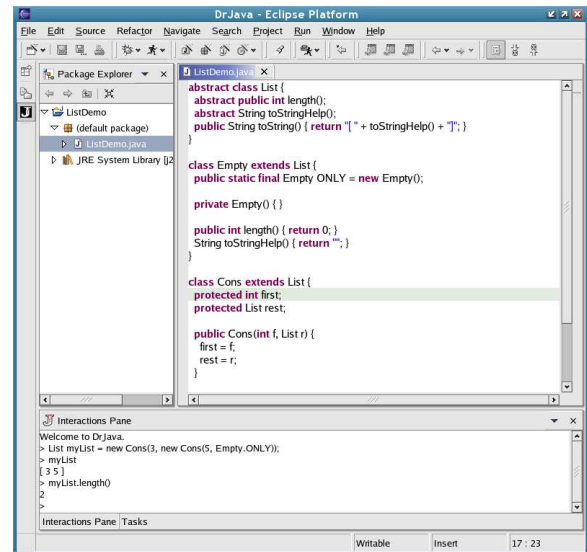 DrJava - Eclipse Platform
File Edit Source Refactor Navigate Search Project Run Window Help
Package Explorer
ListDemo
(default package)
ListDemo.java
JRE System Library [j2
ListDemo.java
abstract class List {
abstract public int length();
abstract String toStringHelp();
public String toString() { return "[ " + toStringHelp() + "]"; }
}
class Empty extends List {
public static final Empty ONLY = new Empty();
private Empty() { }
public int length() { return 0; }
String toStringHelp() { return ""; }
}
class Cons extends List {
protected int first;
protected List rest;
public Cons(int f, List r) {
first = f;
rest = r;
}
Interactions Pane
Welcome to DrJava.
> List myList = new Cons(3, new Cons(5, Empty.ONLY));
> myList
[ 3 5 ]
> myList.length()
2
>
Interactions Pane Tasks
Writable Insert 17 : 23